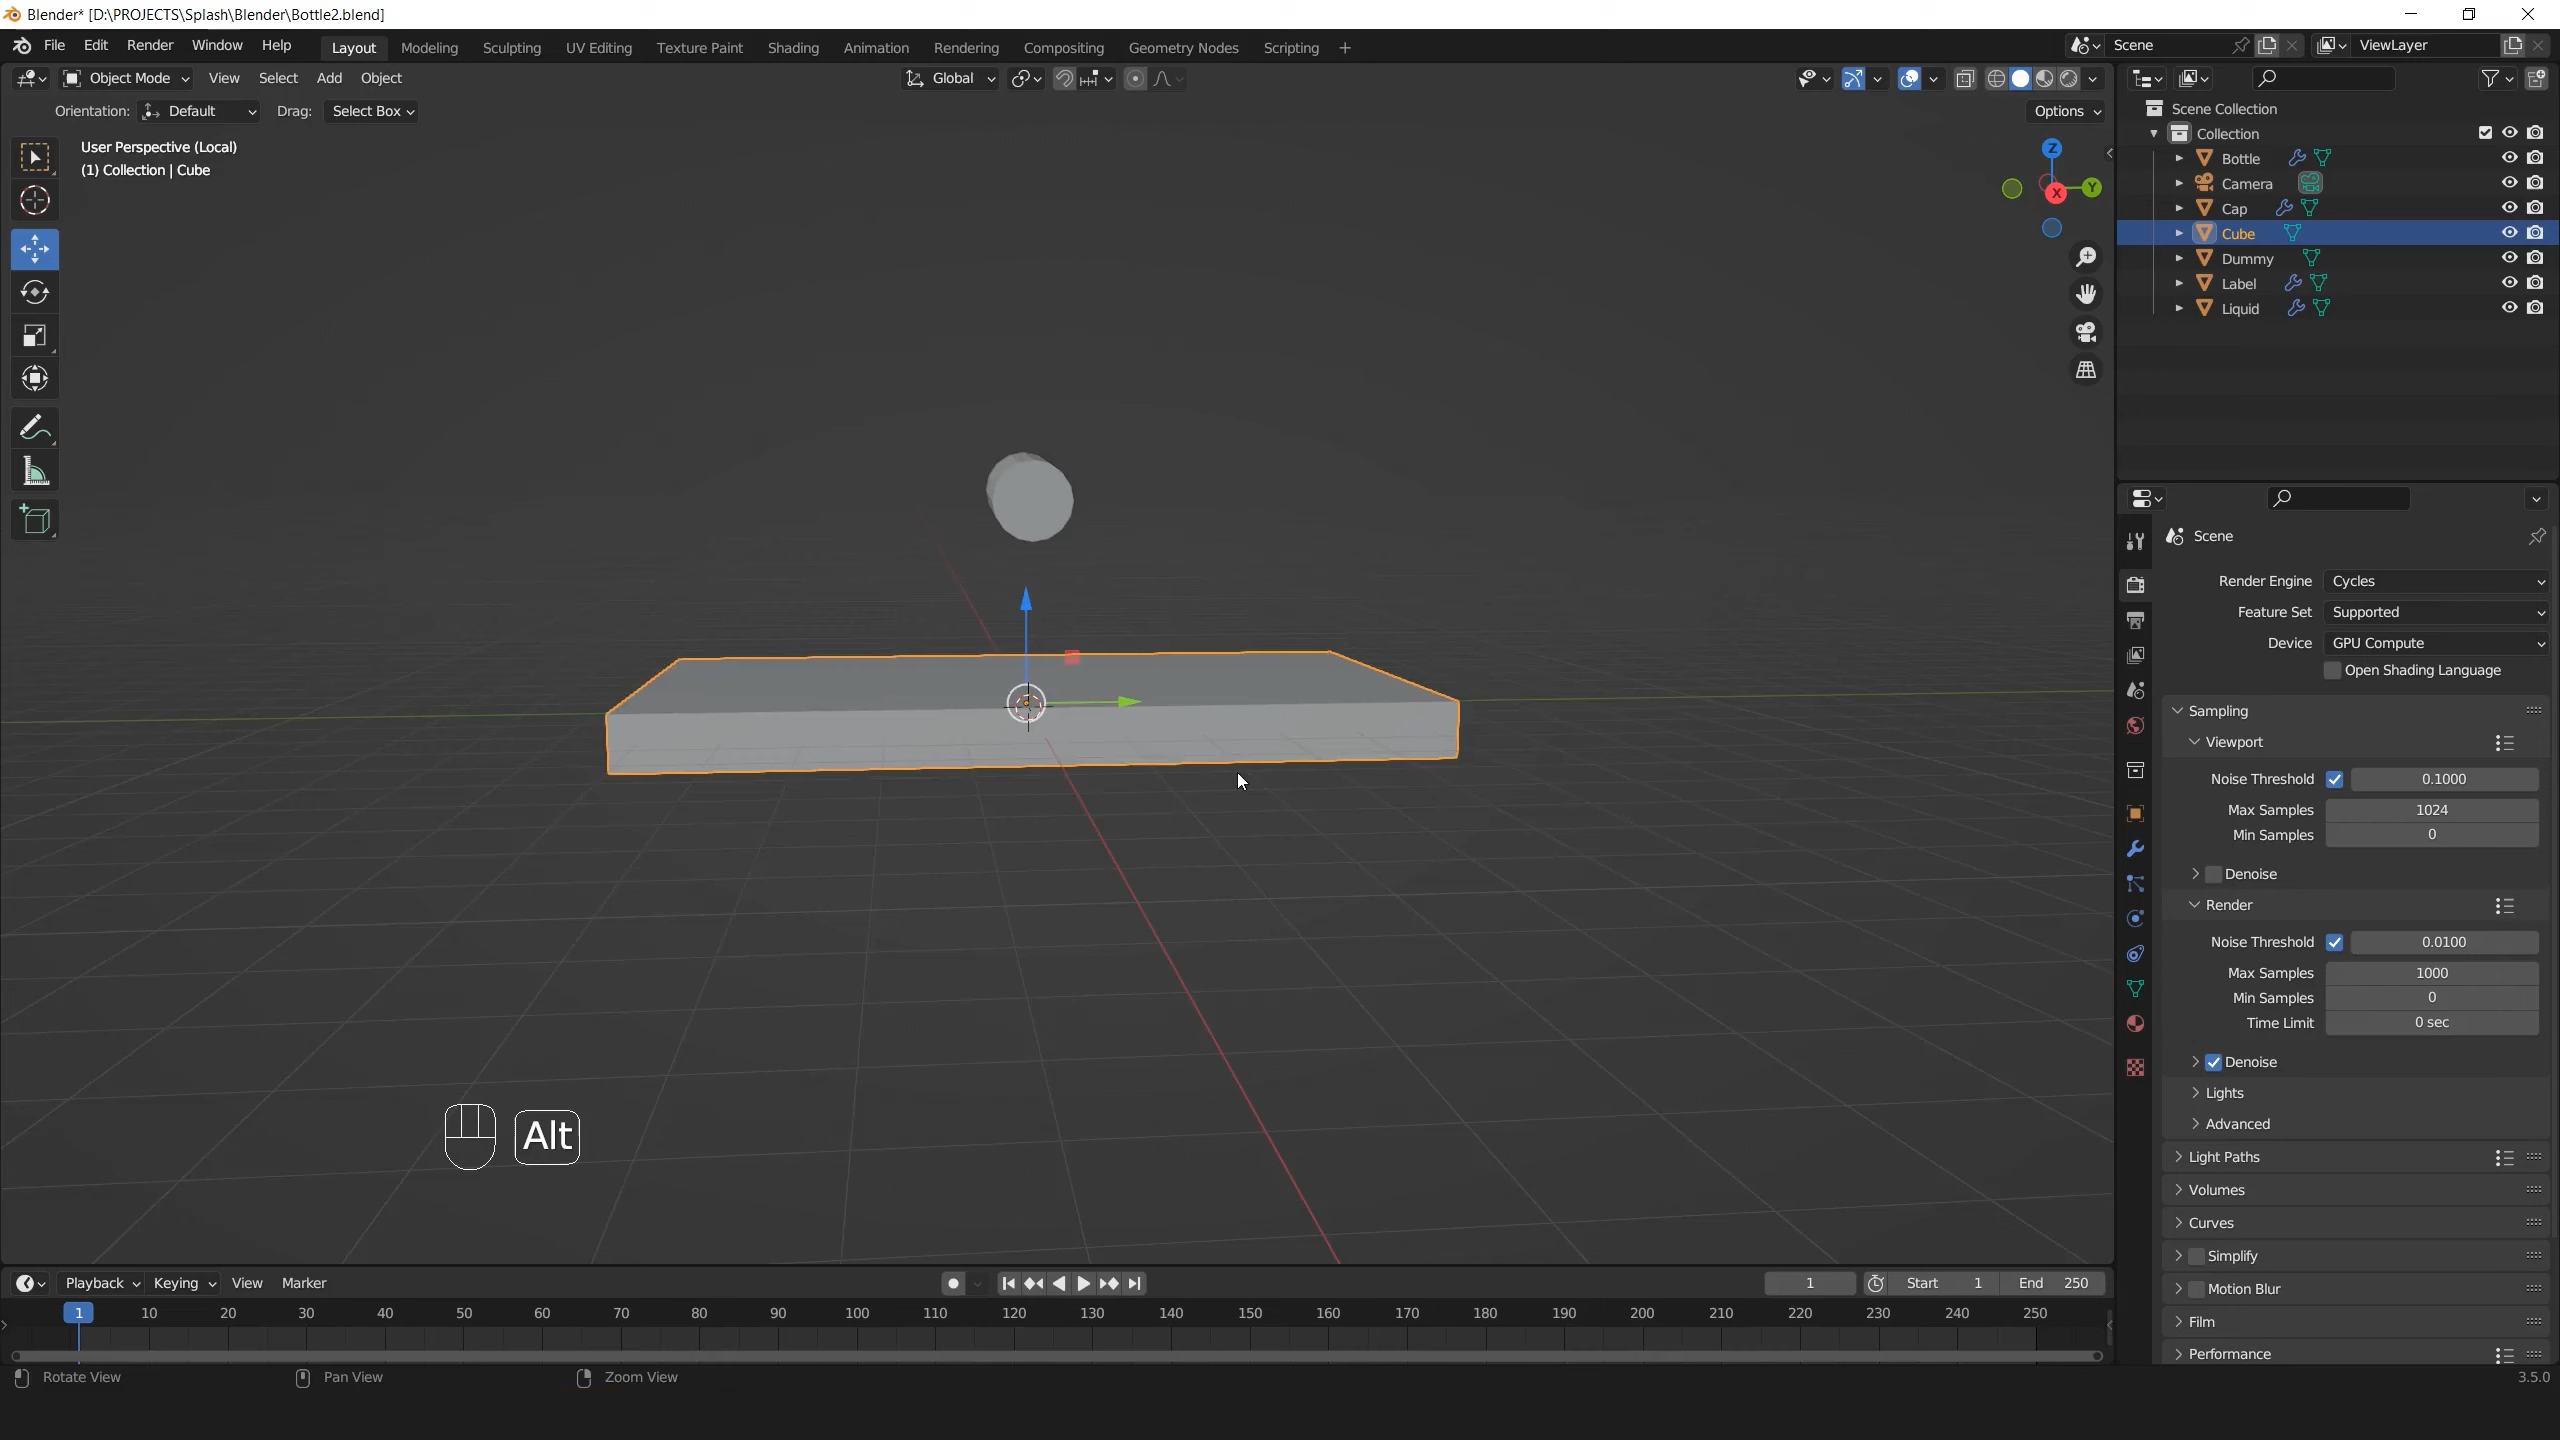 Blender* [D:\PROJECTS\Splash\Blender\Bottle2.blend]
File Edit Render Window Help Layout Modeling Sculpting UV Editing Texture Paint Shading Animation Rendering Compositing Geometry Nodes Scripting + Scene ViewLayer
Object Mode View Select Add Object Global
Orientation: Default Drag: Select Box Options
User Perspective (Local)
(1) Collection | Cube
Z
Y
X
Alt
Scene Collection
Collection
Bottle
Camera
Cap
Cube
Dummy
Label
Liquid
Scene
Render Engine Cycles
Feature Set Supported
Device GPU Compute
Open Shading Language
Sampling
Viewport
Noise Threshold 0.1000
Max Samples 1024
Min Samples 0
Denoise
Render
Noise Threshold 0.0100
Max Samples 1000
Min Samples 0
Time Limit 0 sec
Denoise
Lights
Advanced
Light Paths
Volumes
Curves
Simplify
Motion Blur
Film
Performance
Playback Keying View Marker 1 Start 1 End 250
1 10 20 30 40 50 60 70 80 90 100 110 120 130 140 150 160 170 180 190 200 210 220 230 240 250
Rotate View Pan View Zoom View 3.5.0